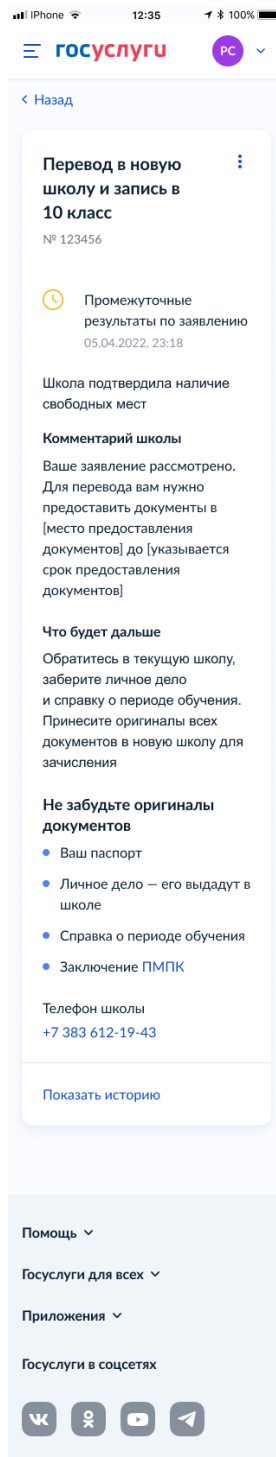 IPhone 12:35 100%
госуслуги РС
Назад
Перевод в новую
школу и запись в
10 класс
№ 123456
Промежуточные
результаты по заявлению
05.04.2022, 23:18
Школа подтвердила наличие
свободных мест
Комментарий школы
Ваше заявление рассмотрено.
Для перевода вам нужно
предоставить документы в
[место предоставления
документов] до [указывается
срок предоставления
документов]
Что будет дальше
Обратитесь в текущую школу,
заберите личное дело
и справку о периоде обучения.
Принесите оригиналы всех
документов в новую школу для
зачисления
Не забудьте оригиналы
документов
Ваш паспорт
Личное дело — его выдадут в
школе
Справка о периоде обучения
Заключение ПМПК
Телефон школы
+7 383 612-19-43
Показать историю
Помощь
Госуслуги для всех
Приложения
Госуслуги в соцсетях